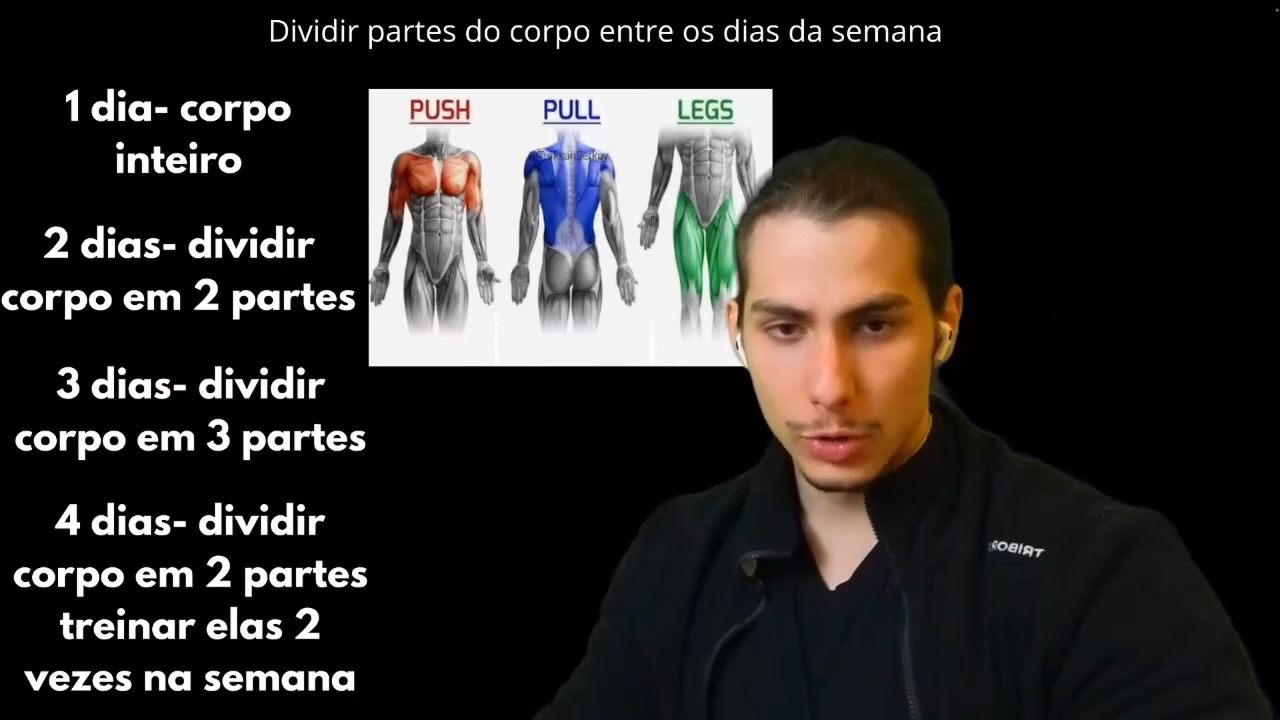 Dividir partes do corpo entre os dias da semana
1 dia- corpo
inteiro
2 dias- dividir
corpo em 2 partes
3 dias- dividir
corpo em 3 partes
4 dias- dividir
corpo em 2 partes
treinar elas 2
vezes na semana
PUSH
PULL
LEGS